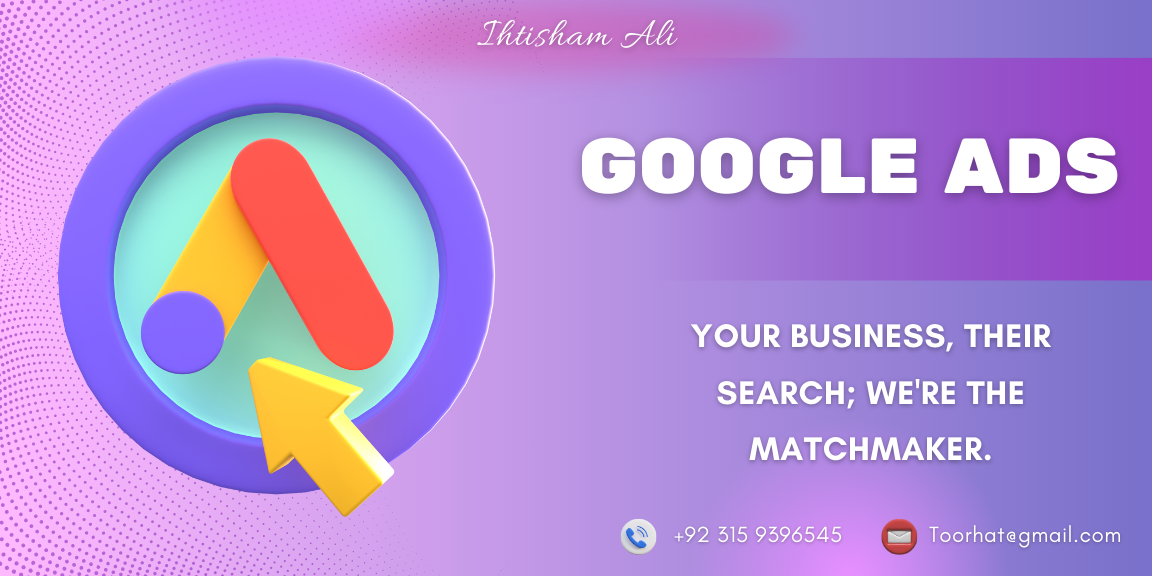 Ihtisham Ali
GOOGLE ADS
YOUR BUSINESS, THEIR
SEARCH; WE'RE THE
MATCHMAKER.
+92 315 9396545
Toorhat@gmail.com